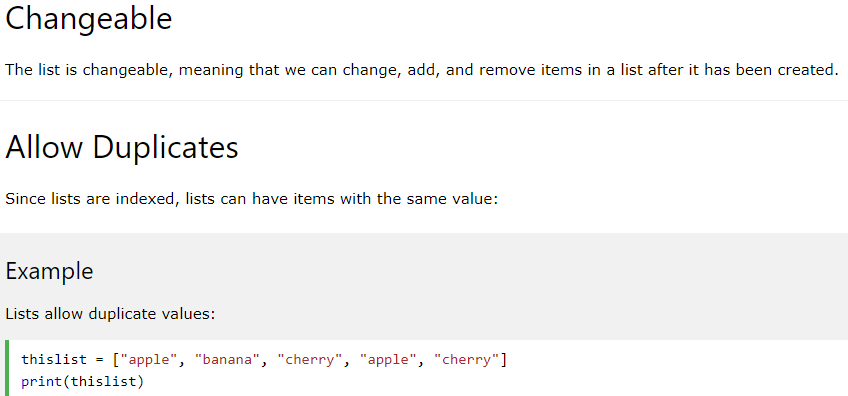 Changeable
The list is changeable, meaning that we can change, add, and remove items in a list after it has been created.
Allow Duplicates
Since lists are indexed, lists can have items with the same value:
Example
Lists allow duplicate values:
thislist = ["apple", "banana", "cherry", "apple", "cherry"]
print(thislist)